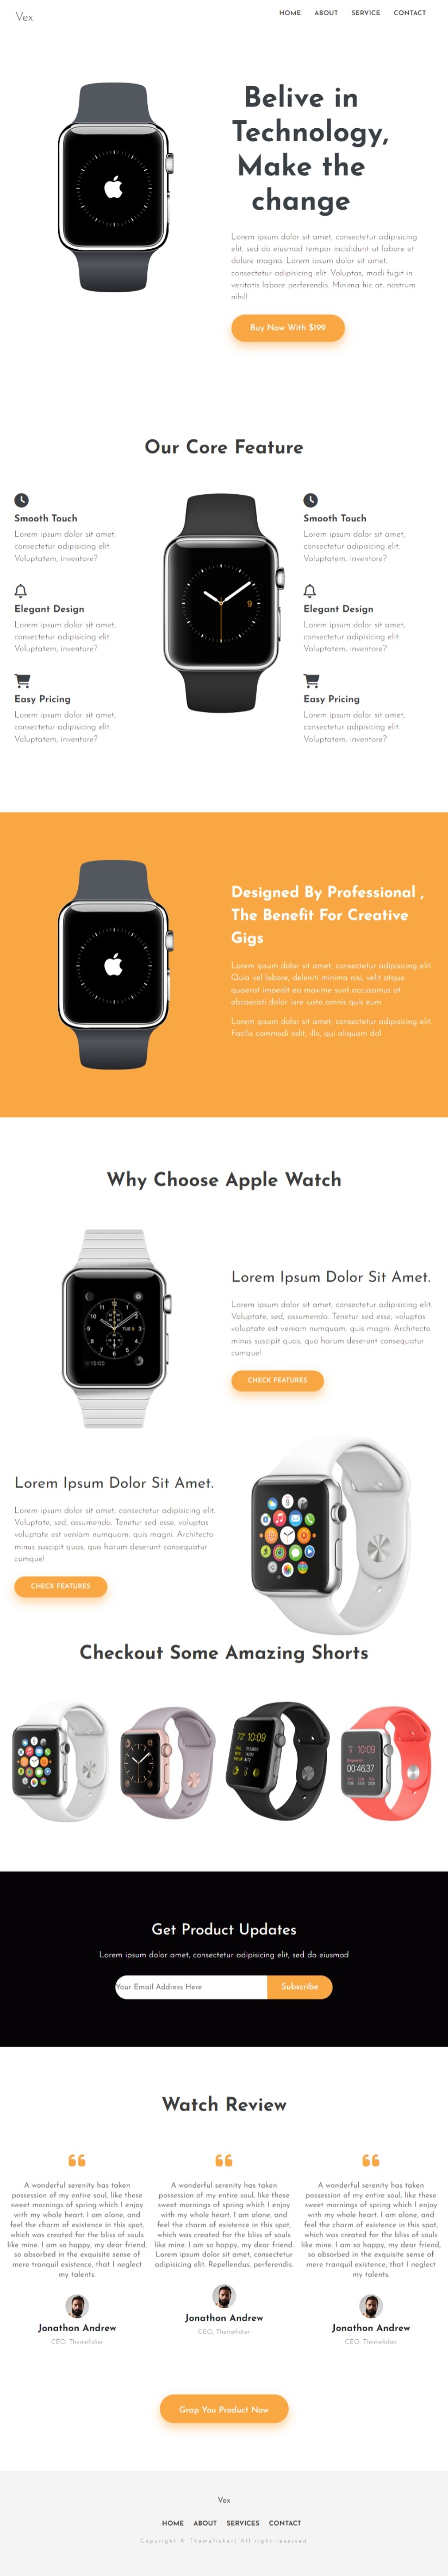 Vex
HOME ABOUT SERVICE CONTACT
Belive in
Technology,
Make the
change
Lorem ipsum dolor sit amet, consectetur adipisicing
elit, sed do eiusmod tempor incididunt ut labore et
dolore magna. Lorem ipsum dolor sit amet,
consectetur adipisicing elit. Voluptas, modi fugit in
veritatis labore perferendis. Minima hic at, nostrum
nihil!
Buy Now With $199
Our Core Feature
Smooth Touch
Lorem ipsum dolor sit amet,
consectetur adipisicing elit.
Voluptatem, inventore?
Elegant Design
Lorem ipsum dolor sit amet,
consectetur adipisicing elit.
Voluptatem, inventore?
Easy Pricing
Lorem ipsum dolor sit amet,
consectetur adipisicing elit.
Voluptatem, inventore?
9
Smooth Touch
Lorem ipsum dolor sit amet,
consectetur adipisicing elit.
Voluptatem, inventore?
Elegant Design
Lorem ipsum dolor sit amet,
consectetur adipisicing elit.
Voluptatem, inventore?
Easy Pricing
Lorem ipsum dolor sit amet,
consectetur adipisicing elit.
Voluptatem, inventore?
Designed By Professional ,
The Benefit For Creative
Gigs
Lorem ipsum dolor sit amet, consectetur adipisicing elit.
Quia vel labore, deleniti minima nisi, velit atque
quaerat impedit ea maxime sunt accusamus at
obcaecati dolor iure iusto omnis quis eum.
Lorem ipsum dolor sit amet, consectetur adipisicing elit.
Facilis commodi odit, illo, qui aliquam dol
Why Choose Apple Watch
Lorem Ipsum Dolor Sit Amet.
Lorem ipsum dolor sit amet, consectetur adipisicing elit.
Voluptate, sed, assumenda. Tenetur sed esse, voluptas
voluptate est veniam numquam, quis magni. Architecto
minus suscipit quas, quo harum deserunt consequatur
cumque!
CHECK FEATURES
Lorem Ipsum Dolor Sit Amet.
Lorem ipsum dolor sit amet, consectetur adipisicing elit.
Voluptate, sed, assumenda. Tenetur sed esse, voluptas
voluptate est veniam numquam, quis magni. Architecto
minus suscipit quas, quo harum deserunt consequatur
cumque!
CHECK FEATURES
Checkout Some Amazing Shorts
72° 10:09
10:09
00:46.37
Get Product Updates
Lorem ipsum dolor amet, consectetur adipisicing elit, sed do eiusmod
Your Email Address Here
Subscribe
Watch Review
A wonderful serenity has taken
possession of my entire soul, like these
sweet mornings of spring which I enjoy
with my whole heart. I am alone, and
feel the charm of existence in this spot,
which was created for the bliss of souls
like mine. I am so happy, my dear friend,
so absorbed in the exquisite sense of
mere tranquil existence, that I neglect
my talents.
Jonathon Andrew
CEO, Themefisher
A wonderful serenity has taken
possession of my entire soul, like these
sweet mornings of spring which I enjoy
with my whole heart. I am alone, and
feel the charm of existence in this spot,
which was created for the bliss of souls
like mine. I am so happy, my dear friend.
Lorem ipsum dolor sit amet, consectetur
adipisicing elit. Repellendus, perferendis.
Jonathon Andrew
CEO, Themefisher
A wonderful serenity has taken
possession of my entire soul, like these
sweet mornings of spring which I enjoy
with my whole heart. I am alone, and
feel the charm of existence in this spot,
which was created for the bliss of souls
like mine. I am so happy, my dear friend,
so absorbed in the exquisite sense of
mere tranquil existence, that I neglect
my talents.
Jonathon Andrew
CEO, Themefisher
Grap You Product Now
Vex
HOME ABOUT SERVICES CONTACT
Copyright © Themefisher| All right reserved